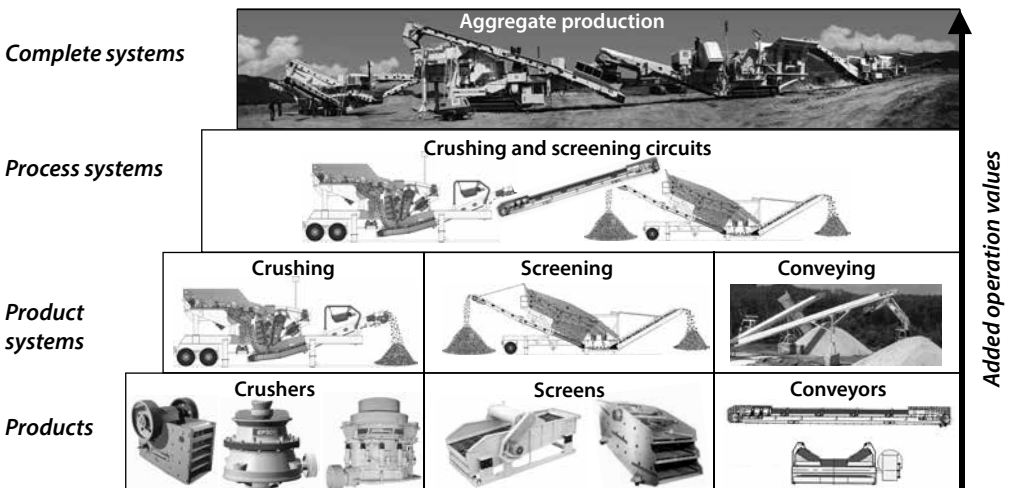 Complete systems
Aggregate production
Process systems
Crushing and screening circuits
Product
systems
Crushing
Screening
Conveying
Products
Crushers
Screens
Conveyors
Added operation values